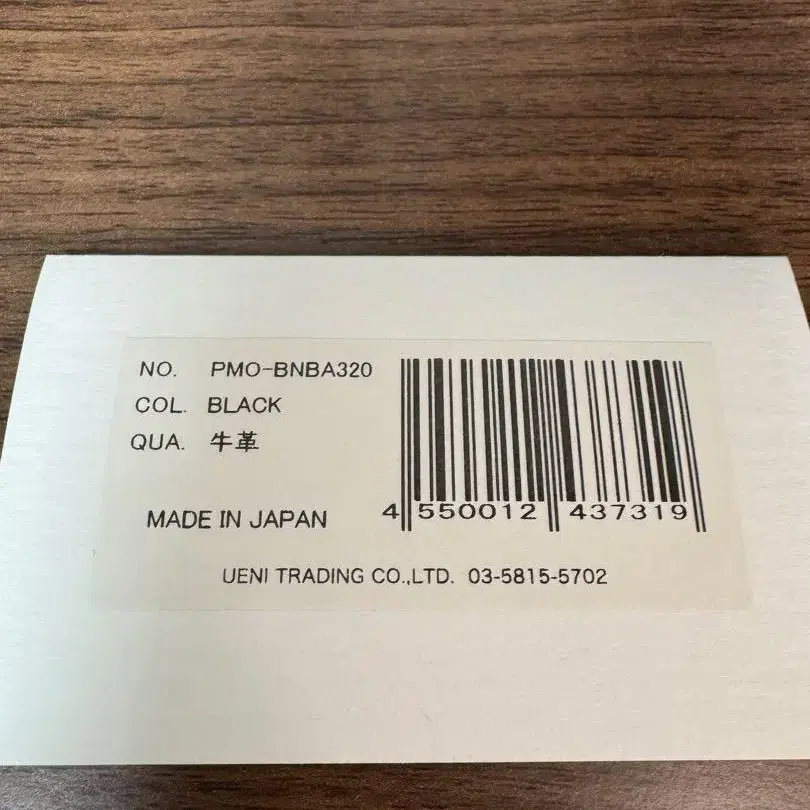 NO. PMO-BNBA320
COL. BLACK
QUA. 牛革
MADE IN JAPAN
4 550012 437319
UENI TRADING CO.,LTD. 03-5815-5702